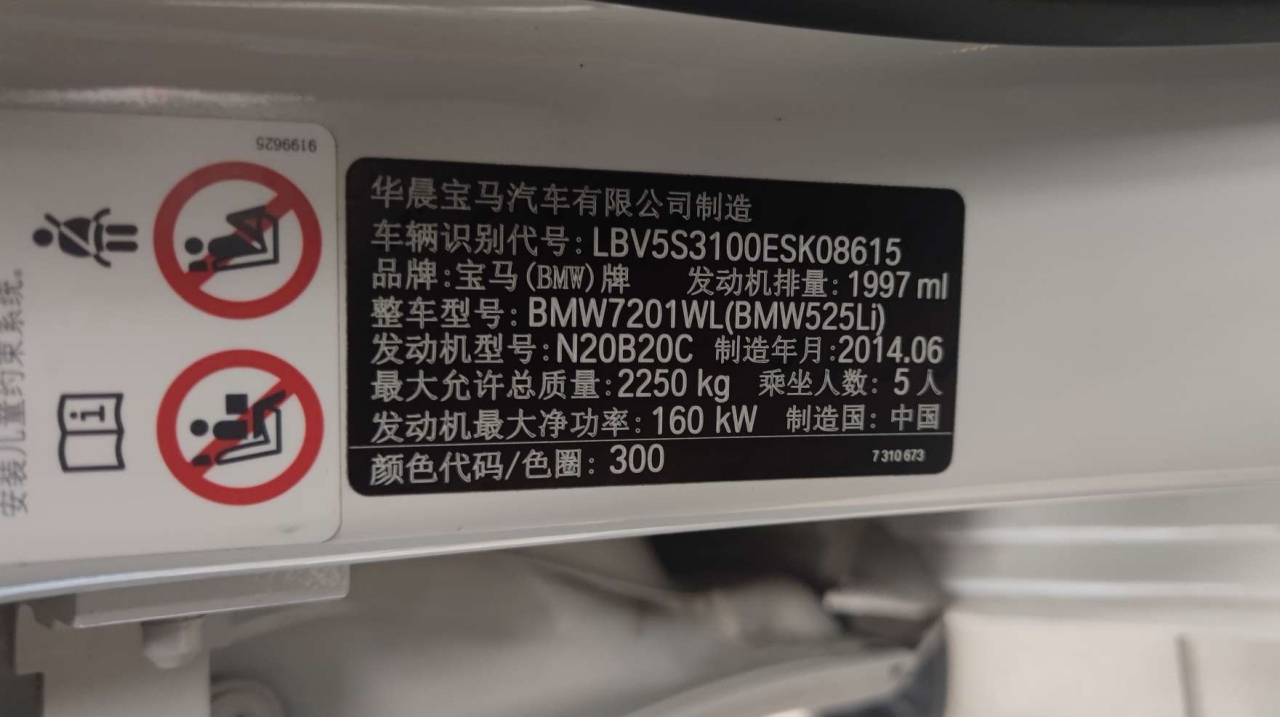 9199625
安装儿童约束系统。
华晨宝马汽车有限公司制造
车辆识别代号: LBV5S3100ESK08615
品牌: 宝马(BMW)牌 发动机排量: 1997 ml
整车型号: BMW7201WL(BMW525Li)
发动机型号: N20B20C 制造年月: 2014.06
最大允许总质量: 2250 kg 乘坐人数: 5 人
发动机最大净功率: 160 kW 制造国: 中国
颜色代码/色圈: 300 7 310 673